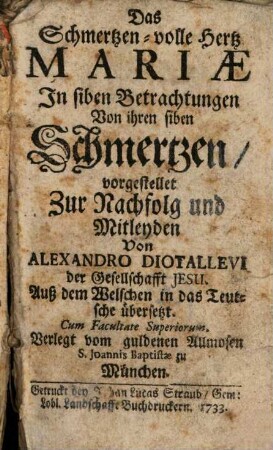 Das
Schmertzen-volle Hertz
MARIÆ
In siben Betrachtungen
Von ihren siben
Schmertzen/
vorgestellet
Zur Nachfolg und
Mitleyden
Von
ALEXANDRO DIOTALLEVI
der Gesellschafft JESU.
Auß dem Welschen in das Teut-
sche übersetzt.
Cum Facultate Superiorum.
Verlegt vom guldenen Allmosen
S. Joannis Baptistæ zu
München.
Getruckt bey Jan Lucas Straub/ Gem:
Lobl. Landschafft Buchdruckern. 1733.